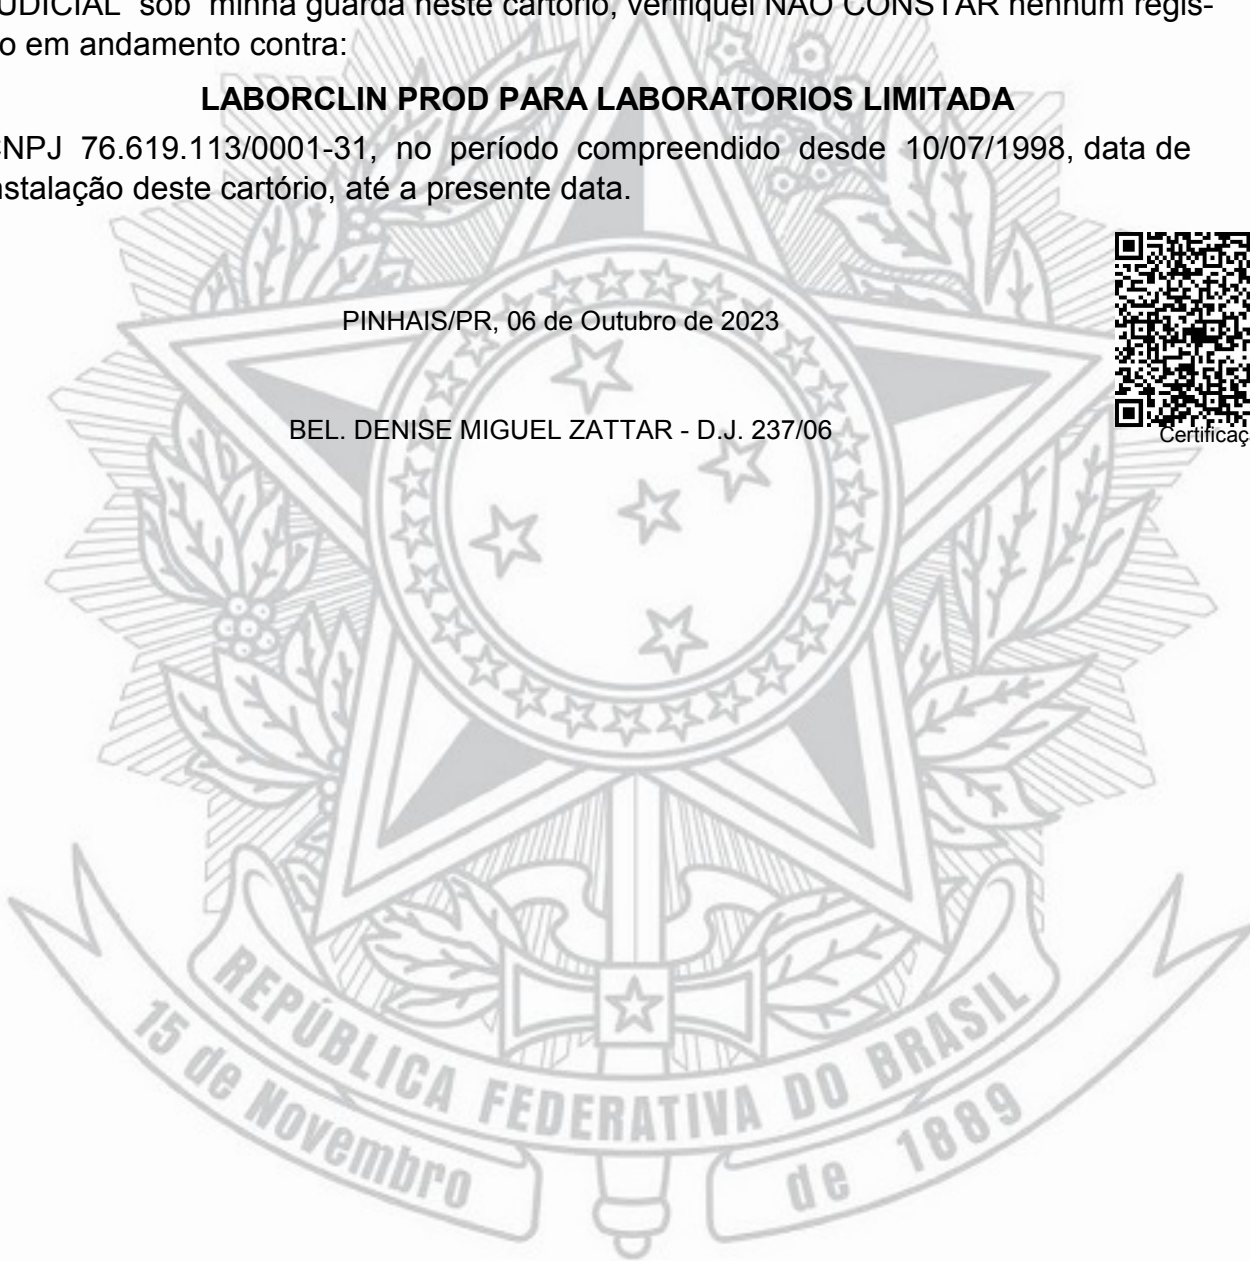 UDICIAL sob minha guarda neste cartório, verifiquei NÃO CONSTAR nenhum regis-
o em andamento contra:
LABORCLIN PROD PARA LABORATORIOS LIMITADA
CNPJ 76.619.113/0001-31, no período compreendido desde 10/07/1998, data de
nstalação deste cartório, até a presente data.
PINHAIS/PR, 06 de Outubro de 2023
BEL. DENISE MIGUEL ZATTAR - D.J. 237/06
Certificaç
REPÚBLICA FEDERATIVA DO BRASIL
15 de Novembro
de 1889